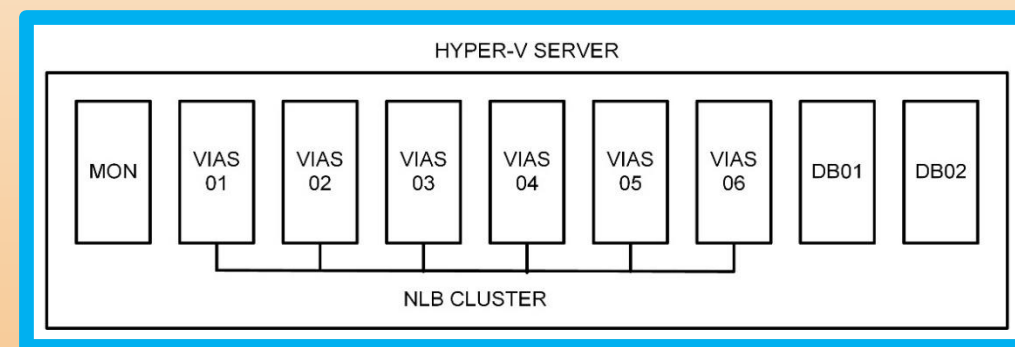 HYPER-V SERVER
MON
VIAS
01
VIAS
02
VIAS
03
VIAS
04
VIAS
05
VIAS
06
DB01
DB02
NLB CLUSTER